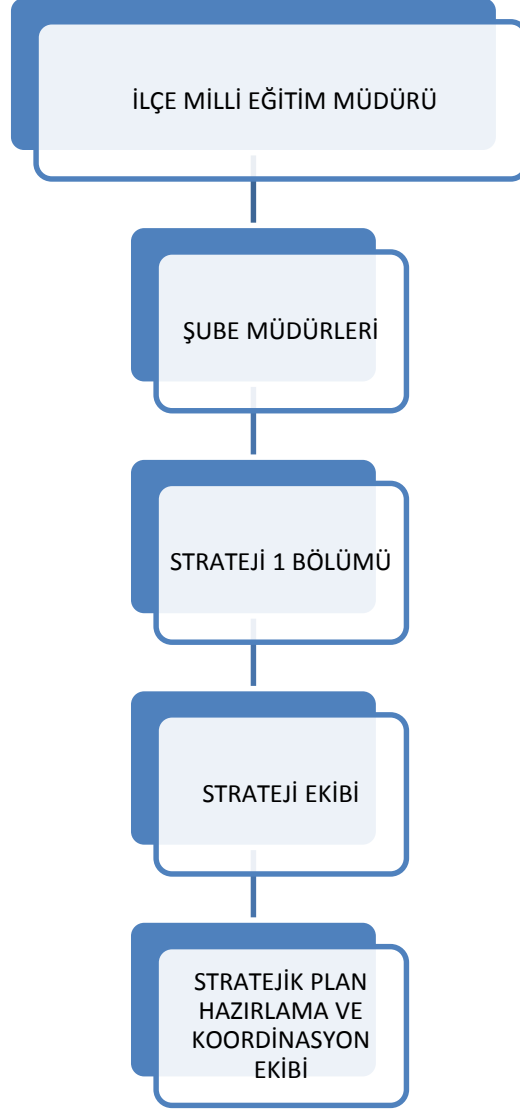 İLÇE MİLLİ EĞİTİM MÜDÜRÜ
ŞUBE MÜDÜRLERİ
STRATEJİ 1 BÖLÜMÜ
STRATEJİ EKİBİ
STRATEJİK PLAN
HAZIRLAMA VE
KOORDİNASYON
EKİBİ